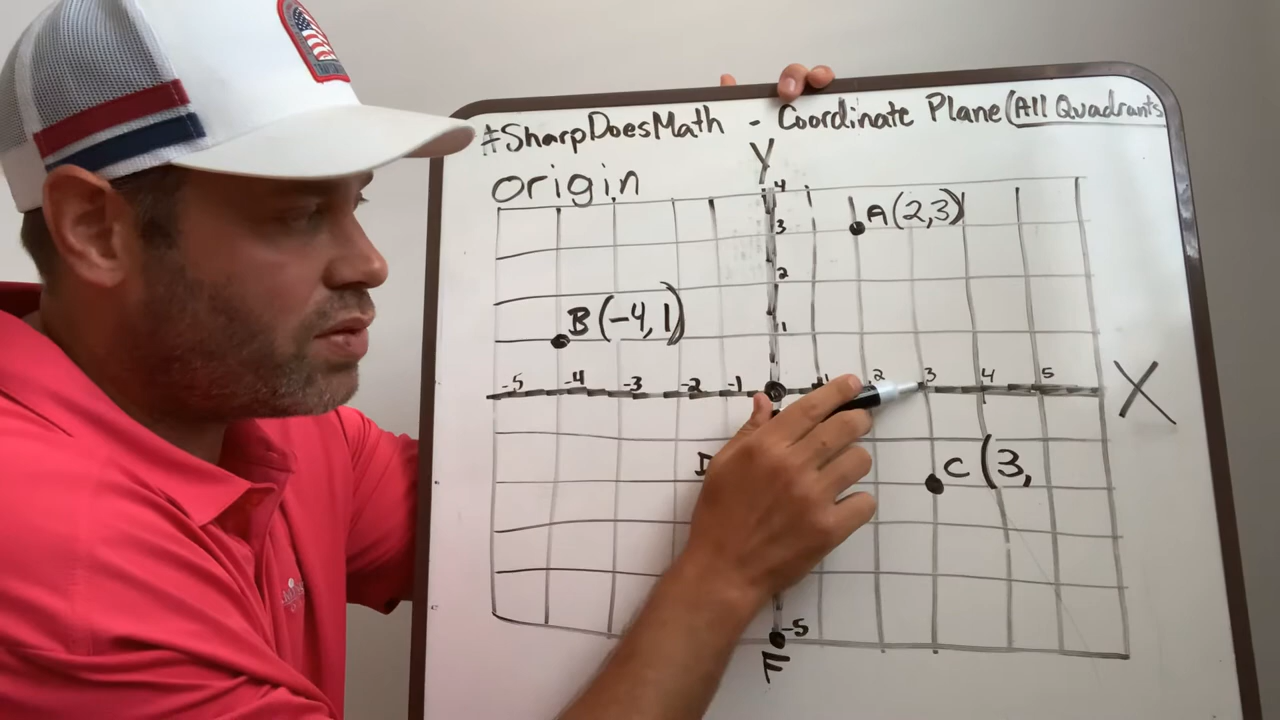 #SharpDoesMath - Coordinate Plane (All Quadrants
origin
Y
4
A(2,3)
3
2
B(-4,1)
1
-5 -4 -3 -2 -1 1 2 3 4 5
X
C(3,
D
-5
F